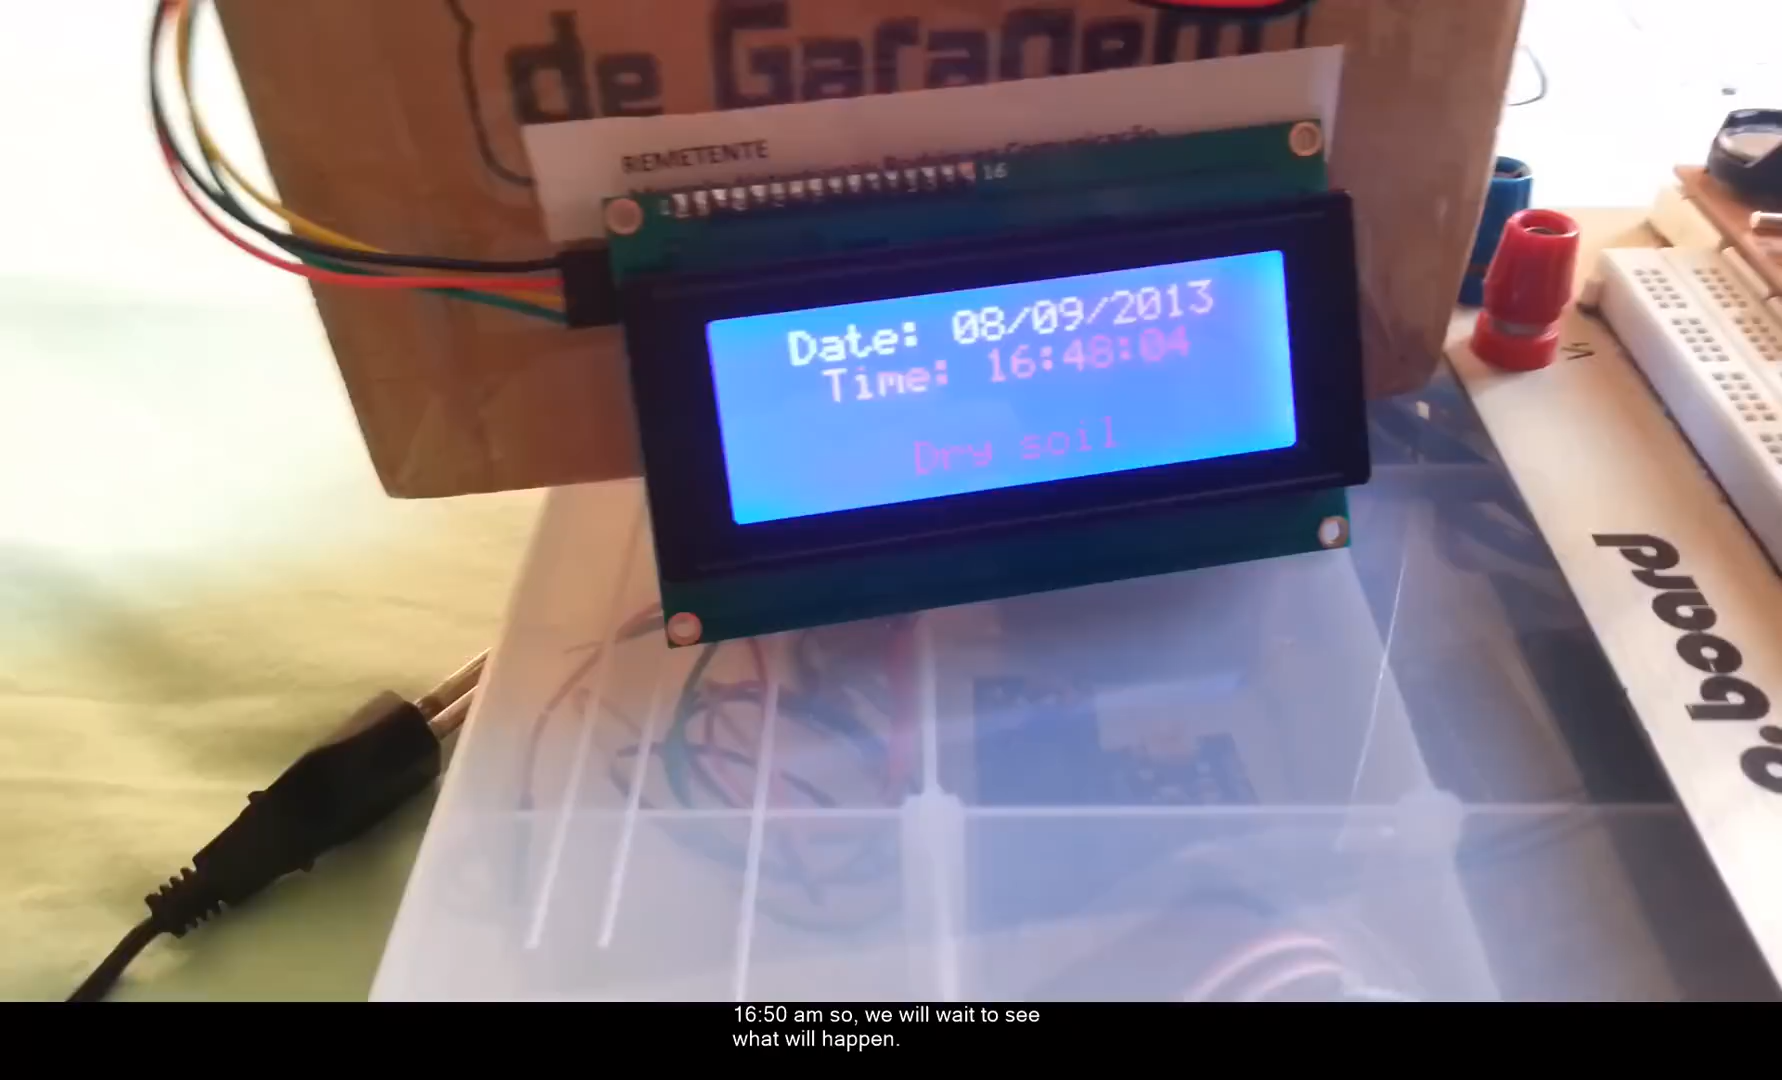 de Garagem
REMETENTE
16
Date: 08/09/2013
Time: 16:48:04
Dry soil
16:50 am so, we will wait to see
what will happen.